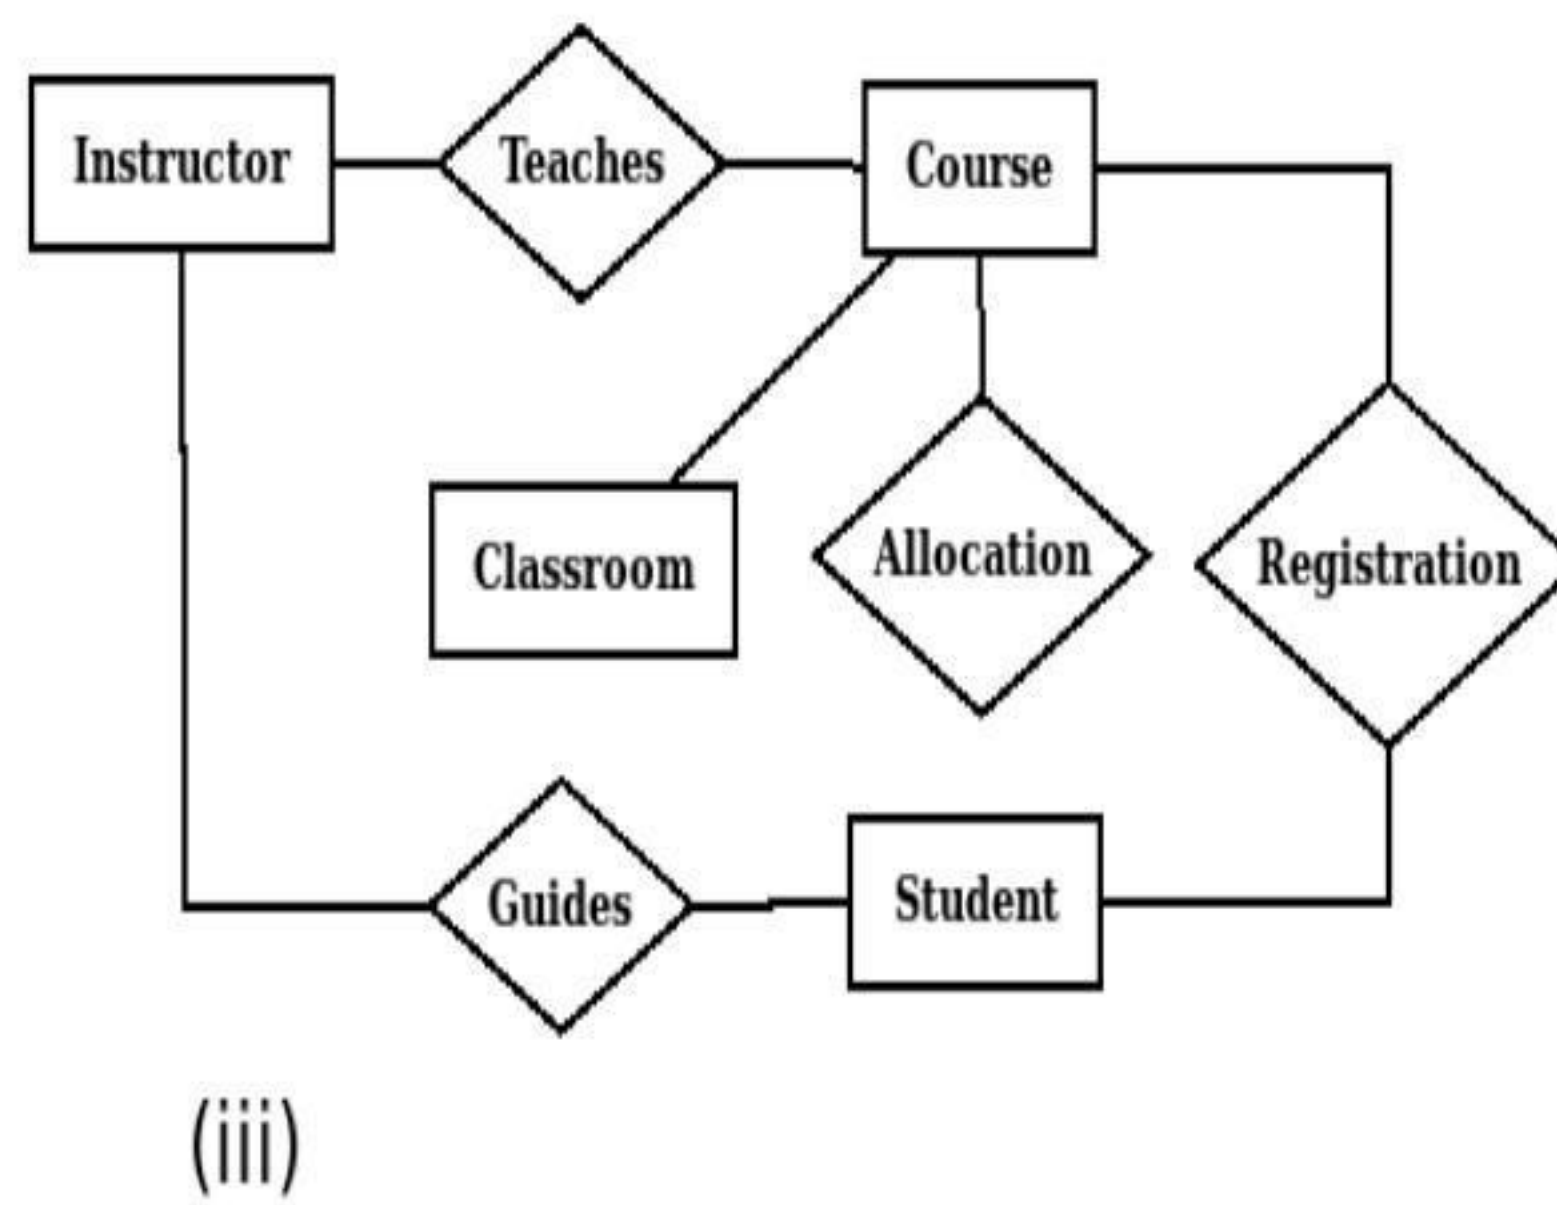 Instructor
Teaches
Course
Classroom
Allocation
Registration
Guides
Student
(iii)